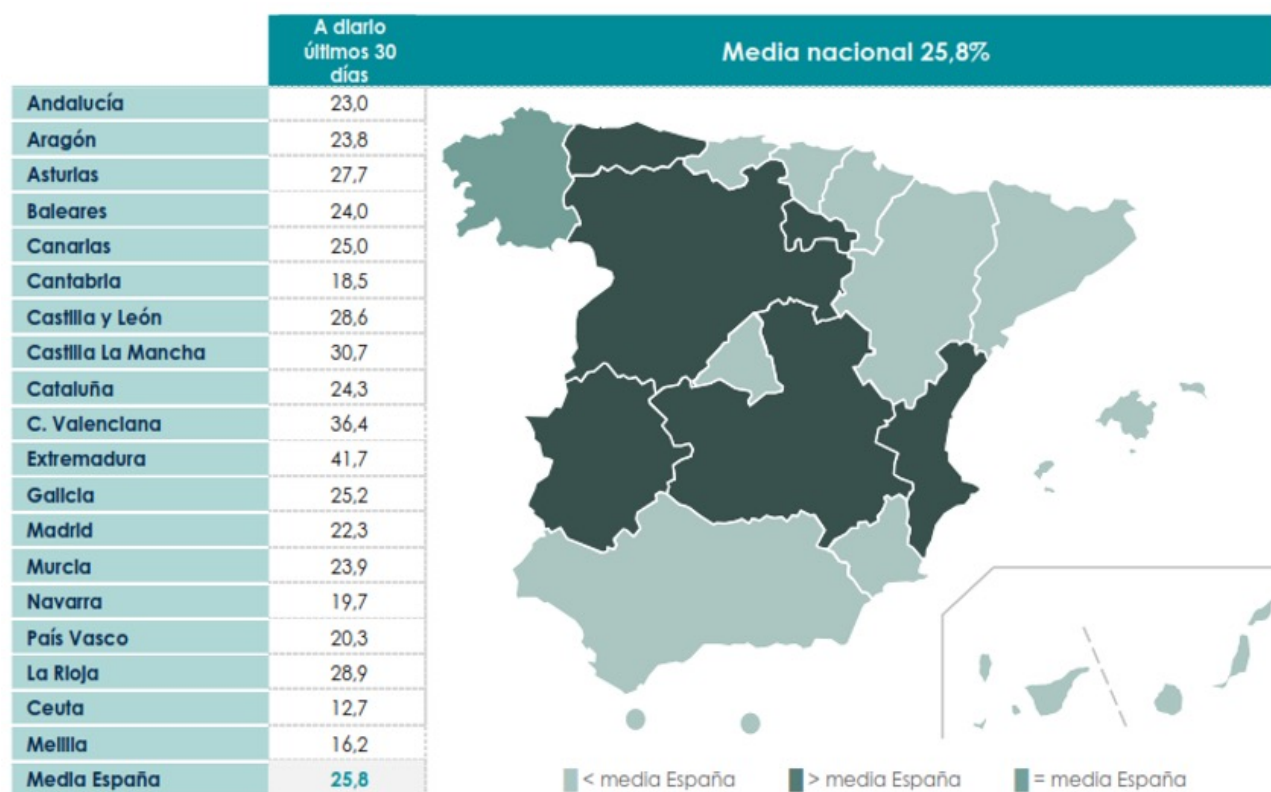 A diario
últimos 30
días
Media nacional 25,8%
Andalucía 23,0
Aragón 23,8
Asturias 27,7
Baleares 24,0
Canarias 25,0
Cantabria 18,5
Castilla y León 28,6
Castilla La Mancha 30,7
Cataluña 24,3
C. Valenciana 36,4
Extremadura 41,7
Galicia 25,2
Madrid 22,3
Murcia 23,9
Navarra 19,7
País Vasco 20,3
La Rioja 28,9
Ceuta 12,7
Melilla 16,2
Media España 25,8
< media España > media España = media España